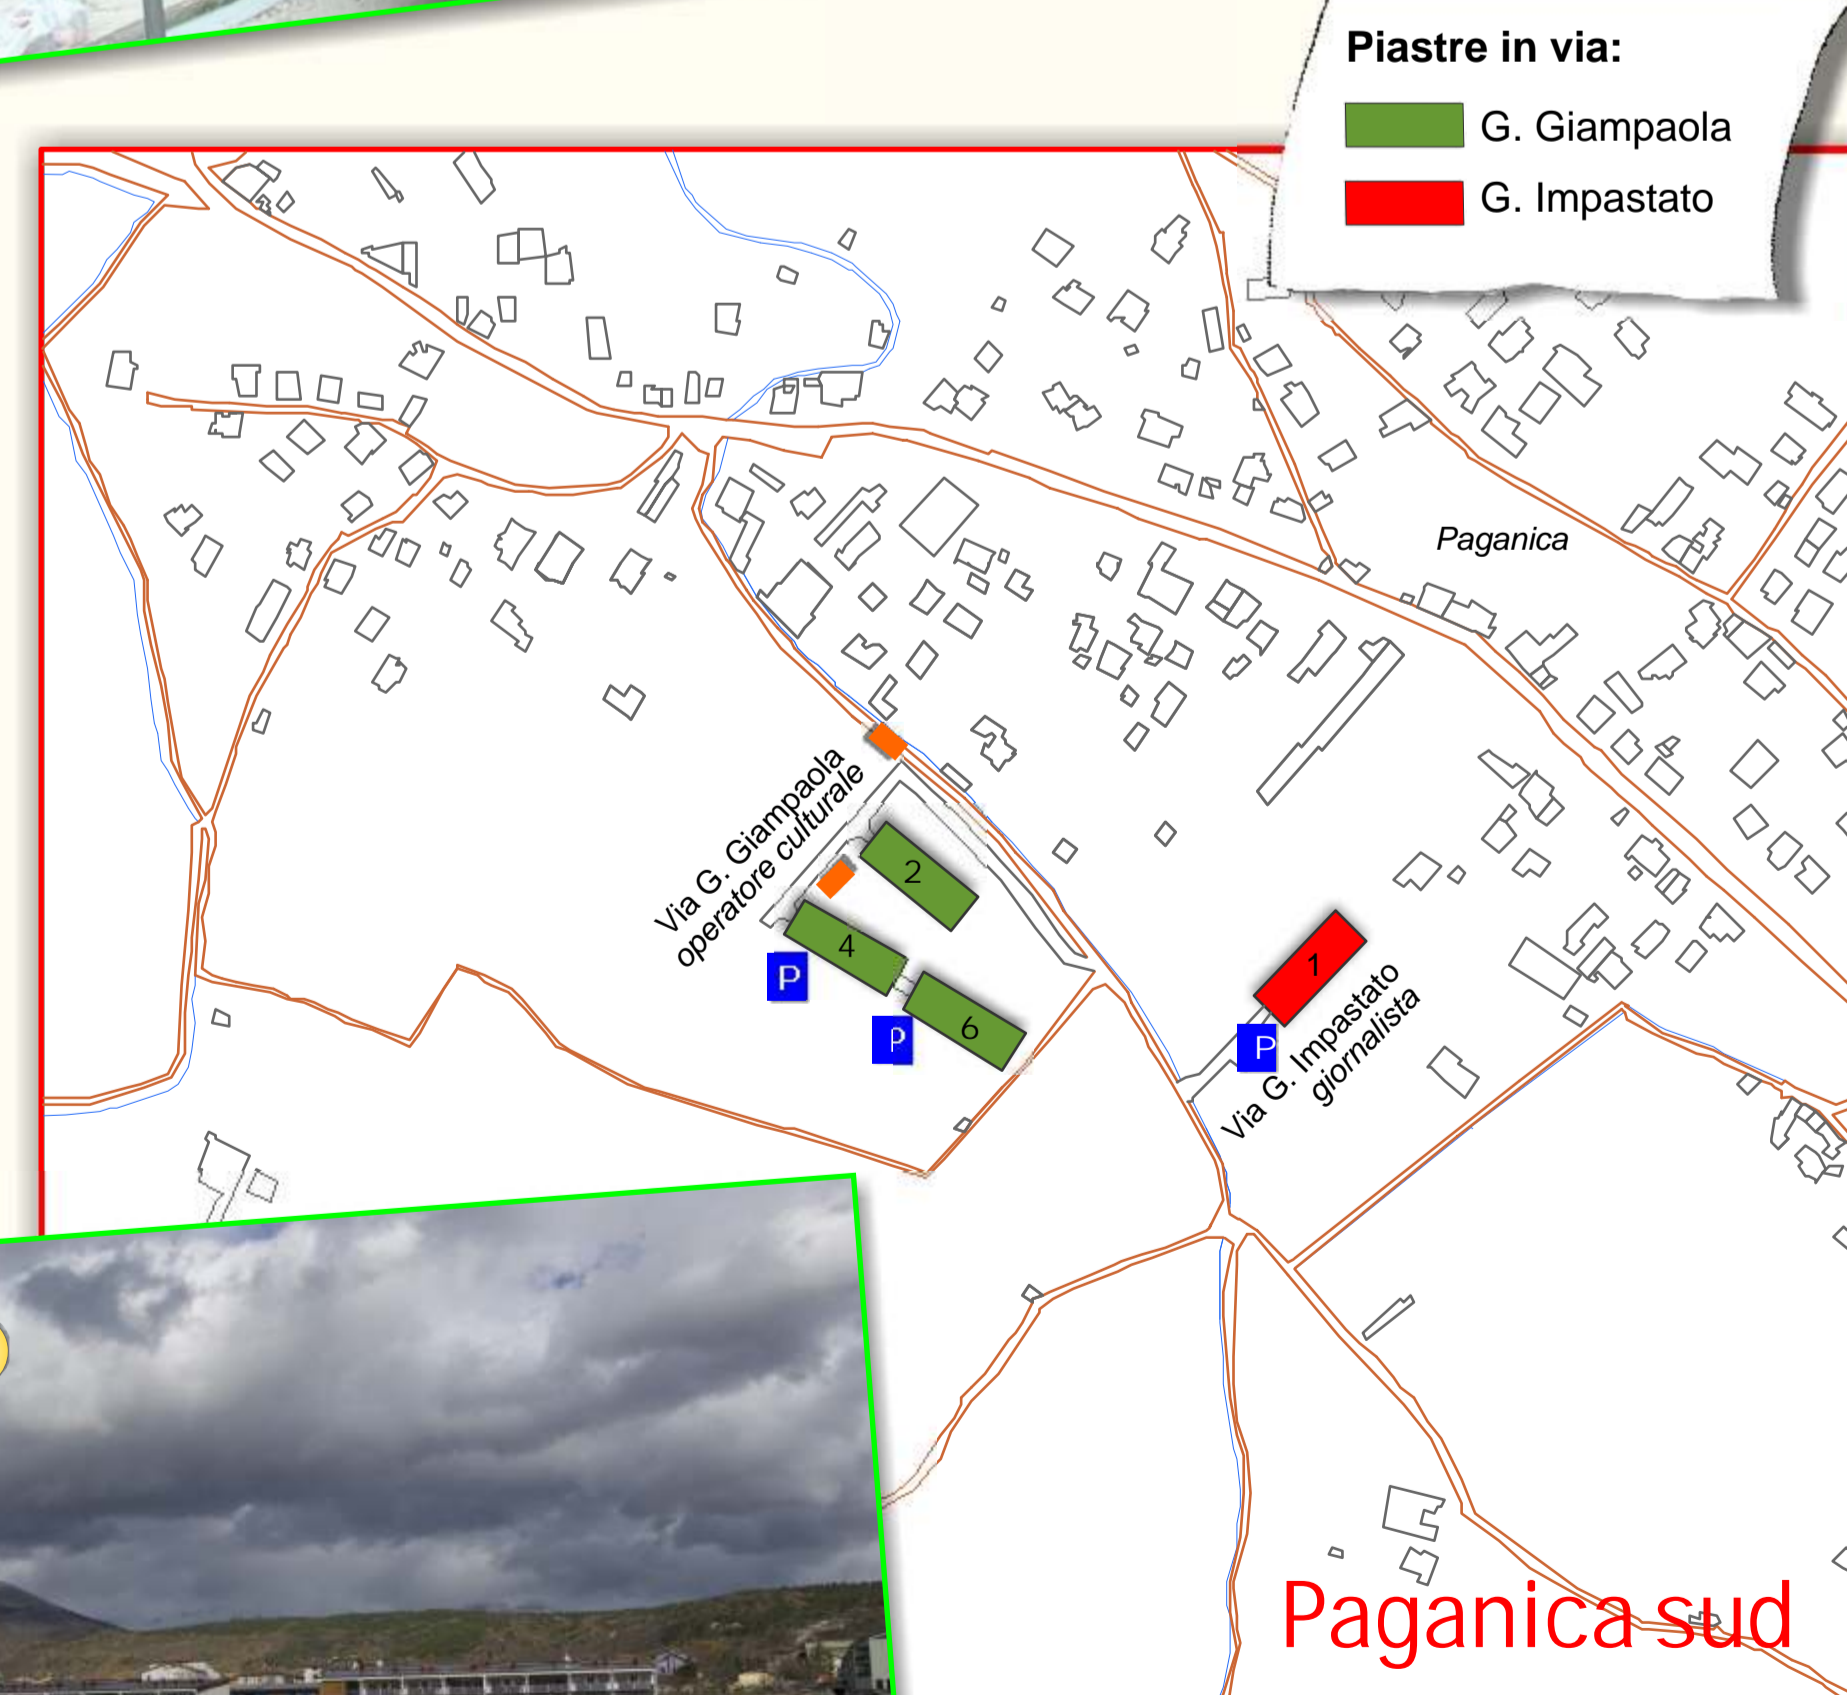 Piastre in via:
G. Giampaola
G. Impastato
Paganica
Via G. Giampaola
operatore culturale
2
4
P
6
P
1
P
Via G. Impastato
giornalista
Paganica sud